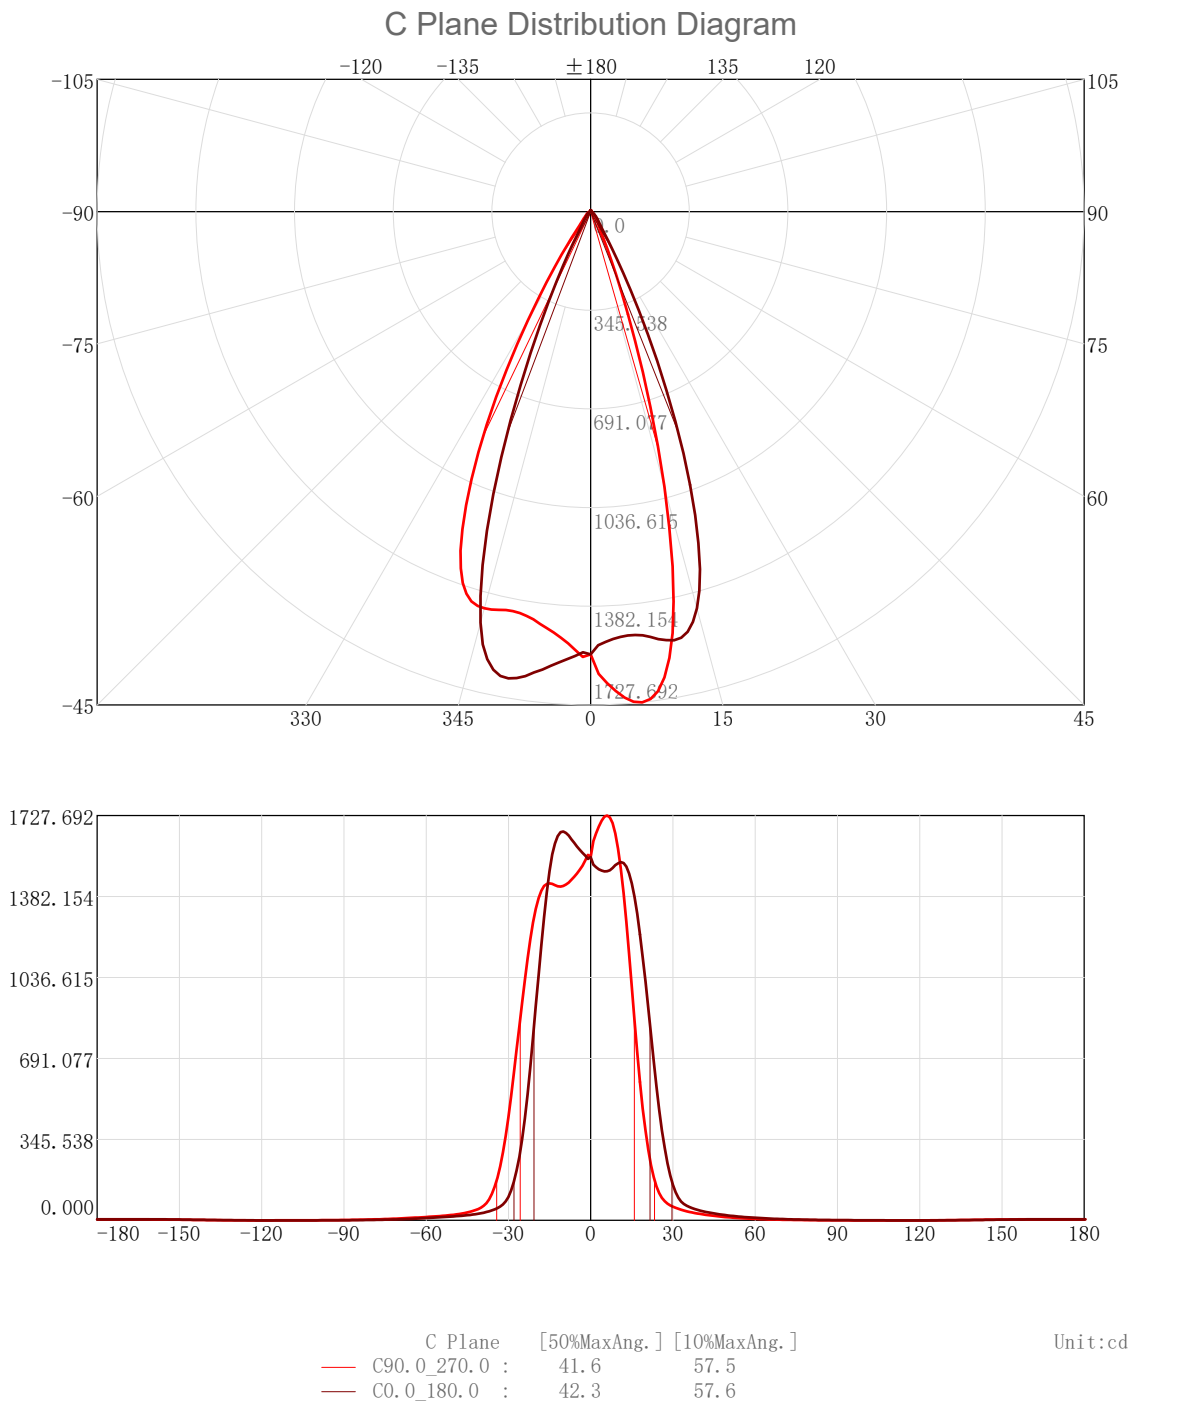 C Plane Distribution Diagram
−120 −135 ±180 135 120
−105 105
−90 90
.0
345.538
−75 75
691.077
−60 60
1036.615
1382.154
1727.692
−45
330 345 0 15 30 45
1727.692
1382.154
1036.615
691.077
345.538
0.000
−180 −150 −120 −90 −60 −30 0 30 60 90 120 150 180
C Plane [50%MaxAng.] [10%MaxAng.] Unit:cd
C90.0_270.0 : 41.6 57.5
C0.0_180.0 : 42.3 57.6